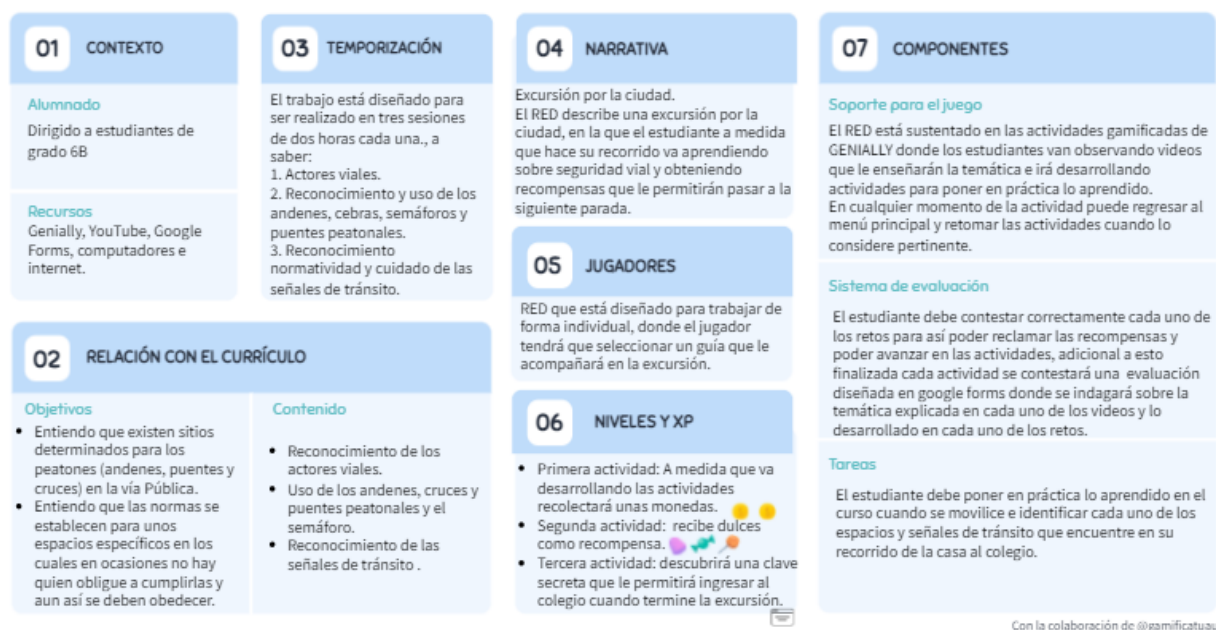 01 CONTEXTO
Alumnado
Dirigido a estudiantes de
grado 6B
Recursos
Genially, YouTube, Google
Forms, computadores e
internet.
02 RELACIÓN CON EL CURRÍCULO
Objetivos
• Entiendo que existen sitios
determinados para los
peatones (andenes, puentes y
cruces) en la vía Pública.
• Entiendo que las normas se
establecen para unos
espacios específicos en los
cuales en ocasiones no hay
quien obligue a cumplirlas y
aun así se deben obedecer.
Contenido
• Reconocimiento de los
actores viales.
• Uso de los andenes, cruces y
puentes peatonales y el
semáforo.
• Reconocimiento de las
señales de tránsito .
03 TEMPORIZACIÓN
El trabajo está diseñado para
ser realizado en tres sesiones
de dos horas cada una., a
saber:
1. Actores viales.
2. Reconocimiento y uso de los
andenes, cebras, semáforos y
puentes peatonales.
3. Reconocimiento
normatividad y cuidado de las
señales de tránsito.
04 NARRATIVA
Excursión por la ciudad.
El RED describe una excursión por la
ciudad, en la que el estudiante a medida
que hace su recorrido va aprendiendo
sobre seguridad vial y obteniendo
recompensas que le permitirán pasar a la
siguiente parada.
05 JUGADORES
RED que está diseñado para trabajar de
forma individual, donde el jugador
tendrá que seleccionar un guía que le
acompañará en la excursión.
06 NIVELES Y XP
• Primera actividad: A medida que va
desarrollando las actividades
recolectará unas monedas.
• Segunda actividad: recibe dulces
como recompensa.
• Tercera actividad: descubrirá una clave
secreta que le permitirá ingresar al
colegio cuando termine la excursión.
07 COMPONENTES
Soporte para el juego
El RED está sustentado en las actividades gamificadas de
GENIALLY donde los estudiantes van observando videos
que le enseñarán la temática e irá desarrollando
actividades para poner en práctica lo aprendido.
En cualquier momento de la actividad puede regresar al
menú principal y retomar las actividades cuando lo
considere pertinente.
Sistema de evaluación
El estudiante debe contestar correctamente cada uno de
los retos para así poder reclamar las recompensas y
poder avanzar en las actividades, adicional a esto
finalizada cada actividad se contestará una evaluación
diseñada en google forms donde se indagará sobre la
temática explicada en cada uno de los videos y lo
desarrollado en cada uno de los retos.
Tareas
El estudiante debe poner en práctica lo aprendido en el
curso cuando se movilice e identificar cada uno de los
espacios y señales de tránsito que encuentre en su
recorrido de la casa al colegio.
Con la colaboración de @gamificatuau